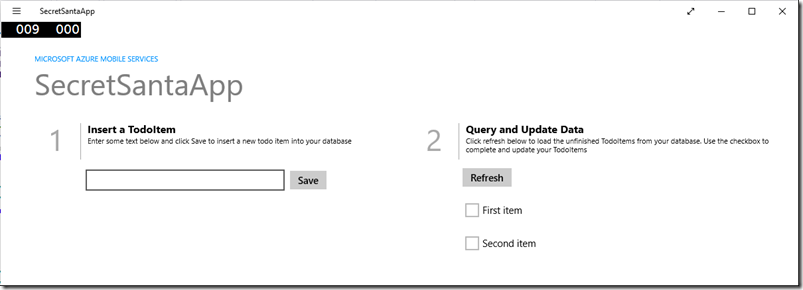 SecretSantaApp
009 000
MICROSOFT AZURE MOBILE SERVICES
SecretSantaApp
1
Insert a TodoItem
Enter some text below and click Save to insert a new todo item into your database
Save
2
Query and Update Data
Click refresh below to load the unfinished TodoItems from your database. Use the checkbox to
complete and update your TodoItems
Refresh
First item
Second item